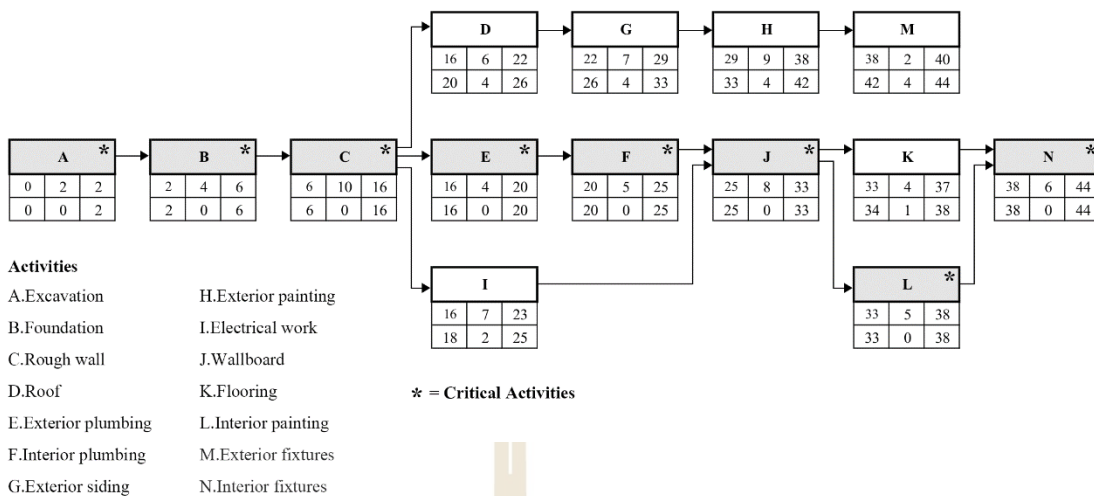 D G H M
16 6 22 22 7 29 29 9 38 38 2 40
20 4 26 26 4 33 33 4 42 42 4 44
A * B * C * E * F * J * K N *
0 2 2 2 4 6 6 10 16 16 4 20 20 5 25 25 8 33 33 4 37 38 6 44
0 0 2 2 0 6 6 0 16 16 0 20 20 0 25 25 0 33 34 1 38 38 0 44
Activities
I L *
A.Excavation H.Exterior painting
16 7 23 33 5 38
B.Foundation I.Electrical work
18 2 25 33 0 38
C.Rough wall J.Wallboard
D.Roof K.Flooring
* = Critical Activities
E.Exterior plumbing L.Interior painting
F.Interior plumbing M.Exterior fixtures
G.Exterior siding N.Interior fixtures